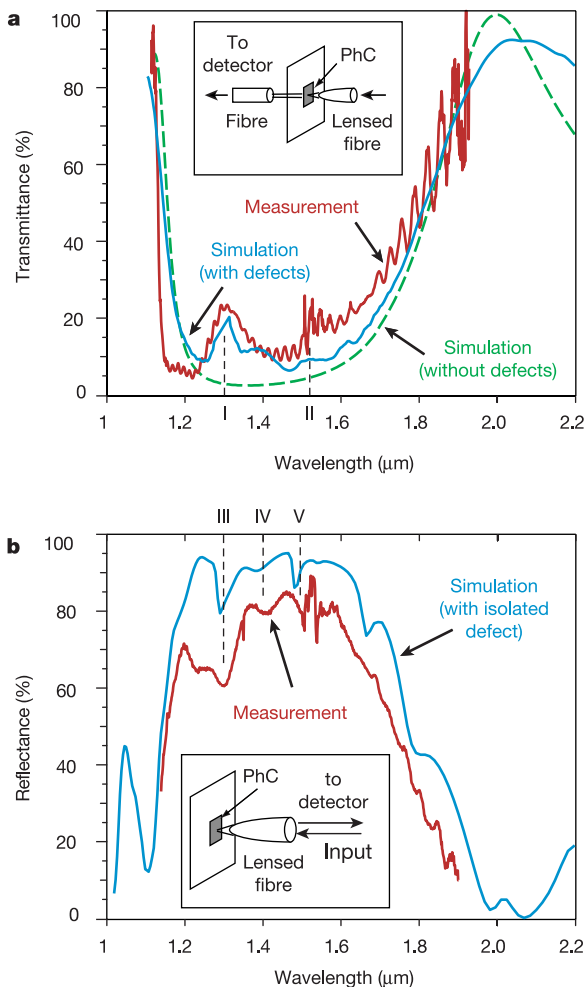 a
100
80
60
40
20
0
Transmittance (%)
To
detector
PhC
Fibre
Lensed
fibre
Measurement
Simulation
(with defects)
Simulation
(without defects)
I
II
1
1.2
1.4
1.6
1.8
2.0
2.2
Wavelength (μm)
b
III
IV
V
100
80
60
40
20
0
Reflectance (%)
Simulation
(with isolated
defect)
Measurement
PhC
to
detector
Input
Lensed
fibre
1
1.2
1.4
1.6
1.8
2.0
2.2
Wavelength (μm)